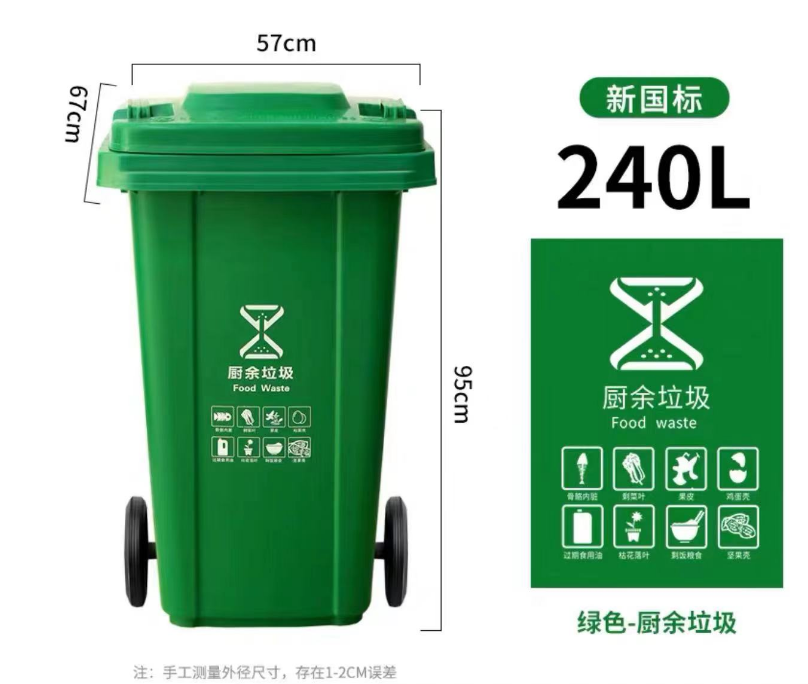 57cm
67cm
95cm
厨余垃圾
Food Waste
新国标
240L
厨余垃圾
Food waste
骨骼内脏 剩菜叶 果皮 鸡蛋壳
过期食用油 枯花落叶 剩饭粮食 坚果壳
绿色-厨余垃圾
注：手工测量外径尺寸，存在1-2CM误差